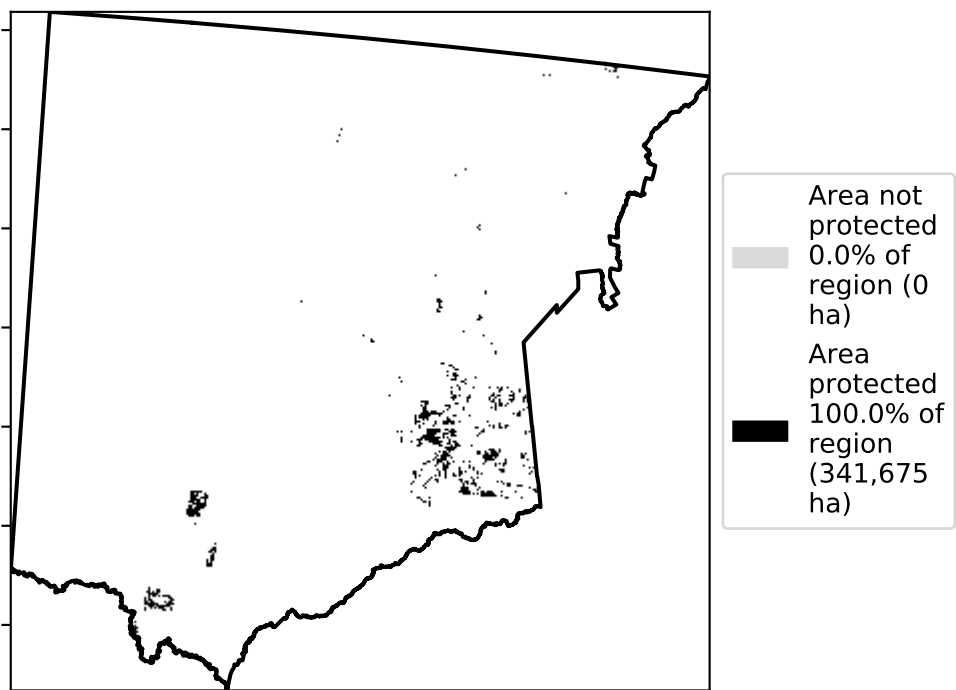 Area not
protected
0.0% of
region (0
ha)
Area
protected
100.0% of
region
(341,675
ha)